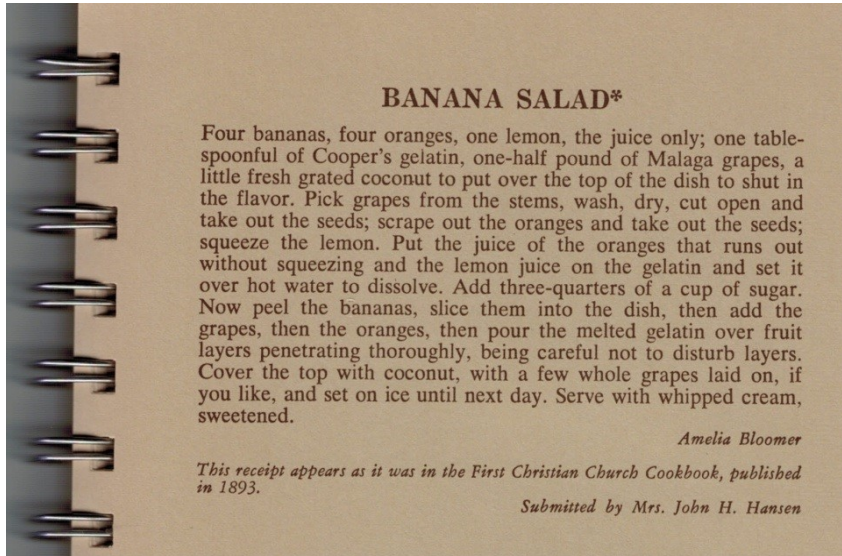 BANANA SALAD*
Four bananas, four oranges, one lemon, the juice only; one table-
spoonful of Cooper's gelatin, one-half pound of Malaga grapes, a
little fresh grated coconut to put over the top of the dish to shut in
the flavor. Pick grapes from the stems, wash, dry, cut open and
take out the seeds; scrape out the oranges and take out the seeds;
squeeze the lemon. Put the juice of the oranges that runs out
without squeezing and the lemon juice on the gelatin and set it
over hot water to dissolve. Add three-quarters of a cup of sugar.
Now peel the bananas, slice them into the dish, then add the
grapes, then the oranges, then pour the melted gelatin over fruit
layers penetrating thoroughly, being careful not to disturb layers.
Cover the top with coconut, with a few whole grapes laid on, if
you like, and set on ice until next day. Serve with whipped cream,
sweetened.
Amelia Bloomer
This receipt appears as it was in the First Christian Church Cookbook, published
in 1893.
Submitted by Mrs. John H. Hansen